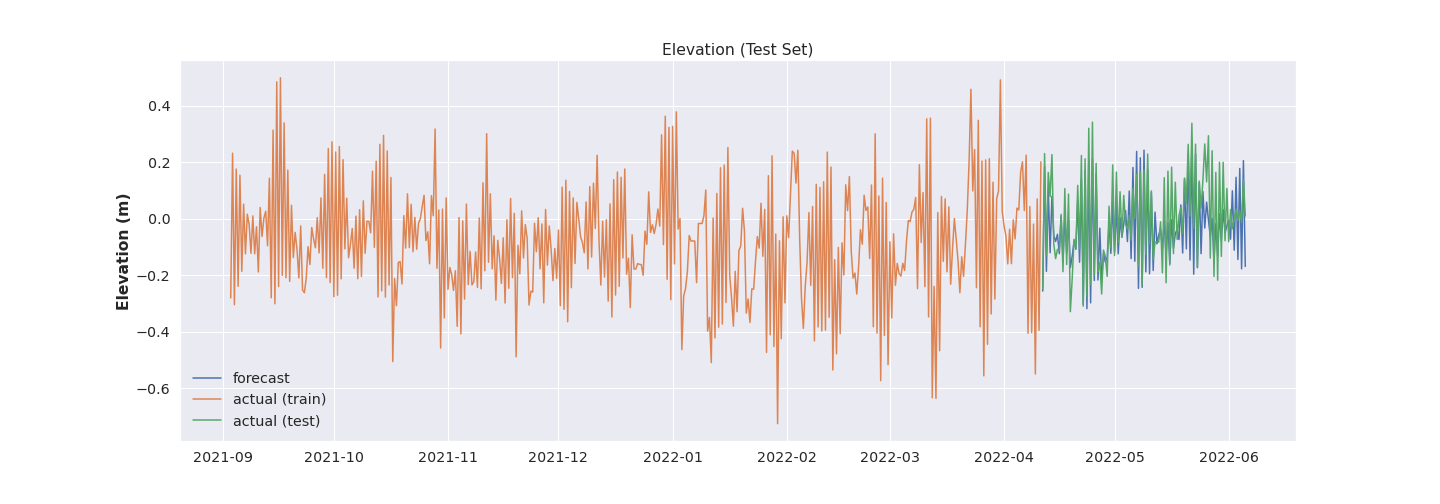 Elevation (Test Set)
Elevation (m)
0.4
0.2
0.0
−0.2
−0.4
−0.6
forecast
actual (train)
actual (test)
2021-09 2021-10 2021-11 2021-12 2022-01 2022-02 2022-03 2022-04 2022-05 2022-06